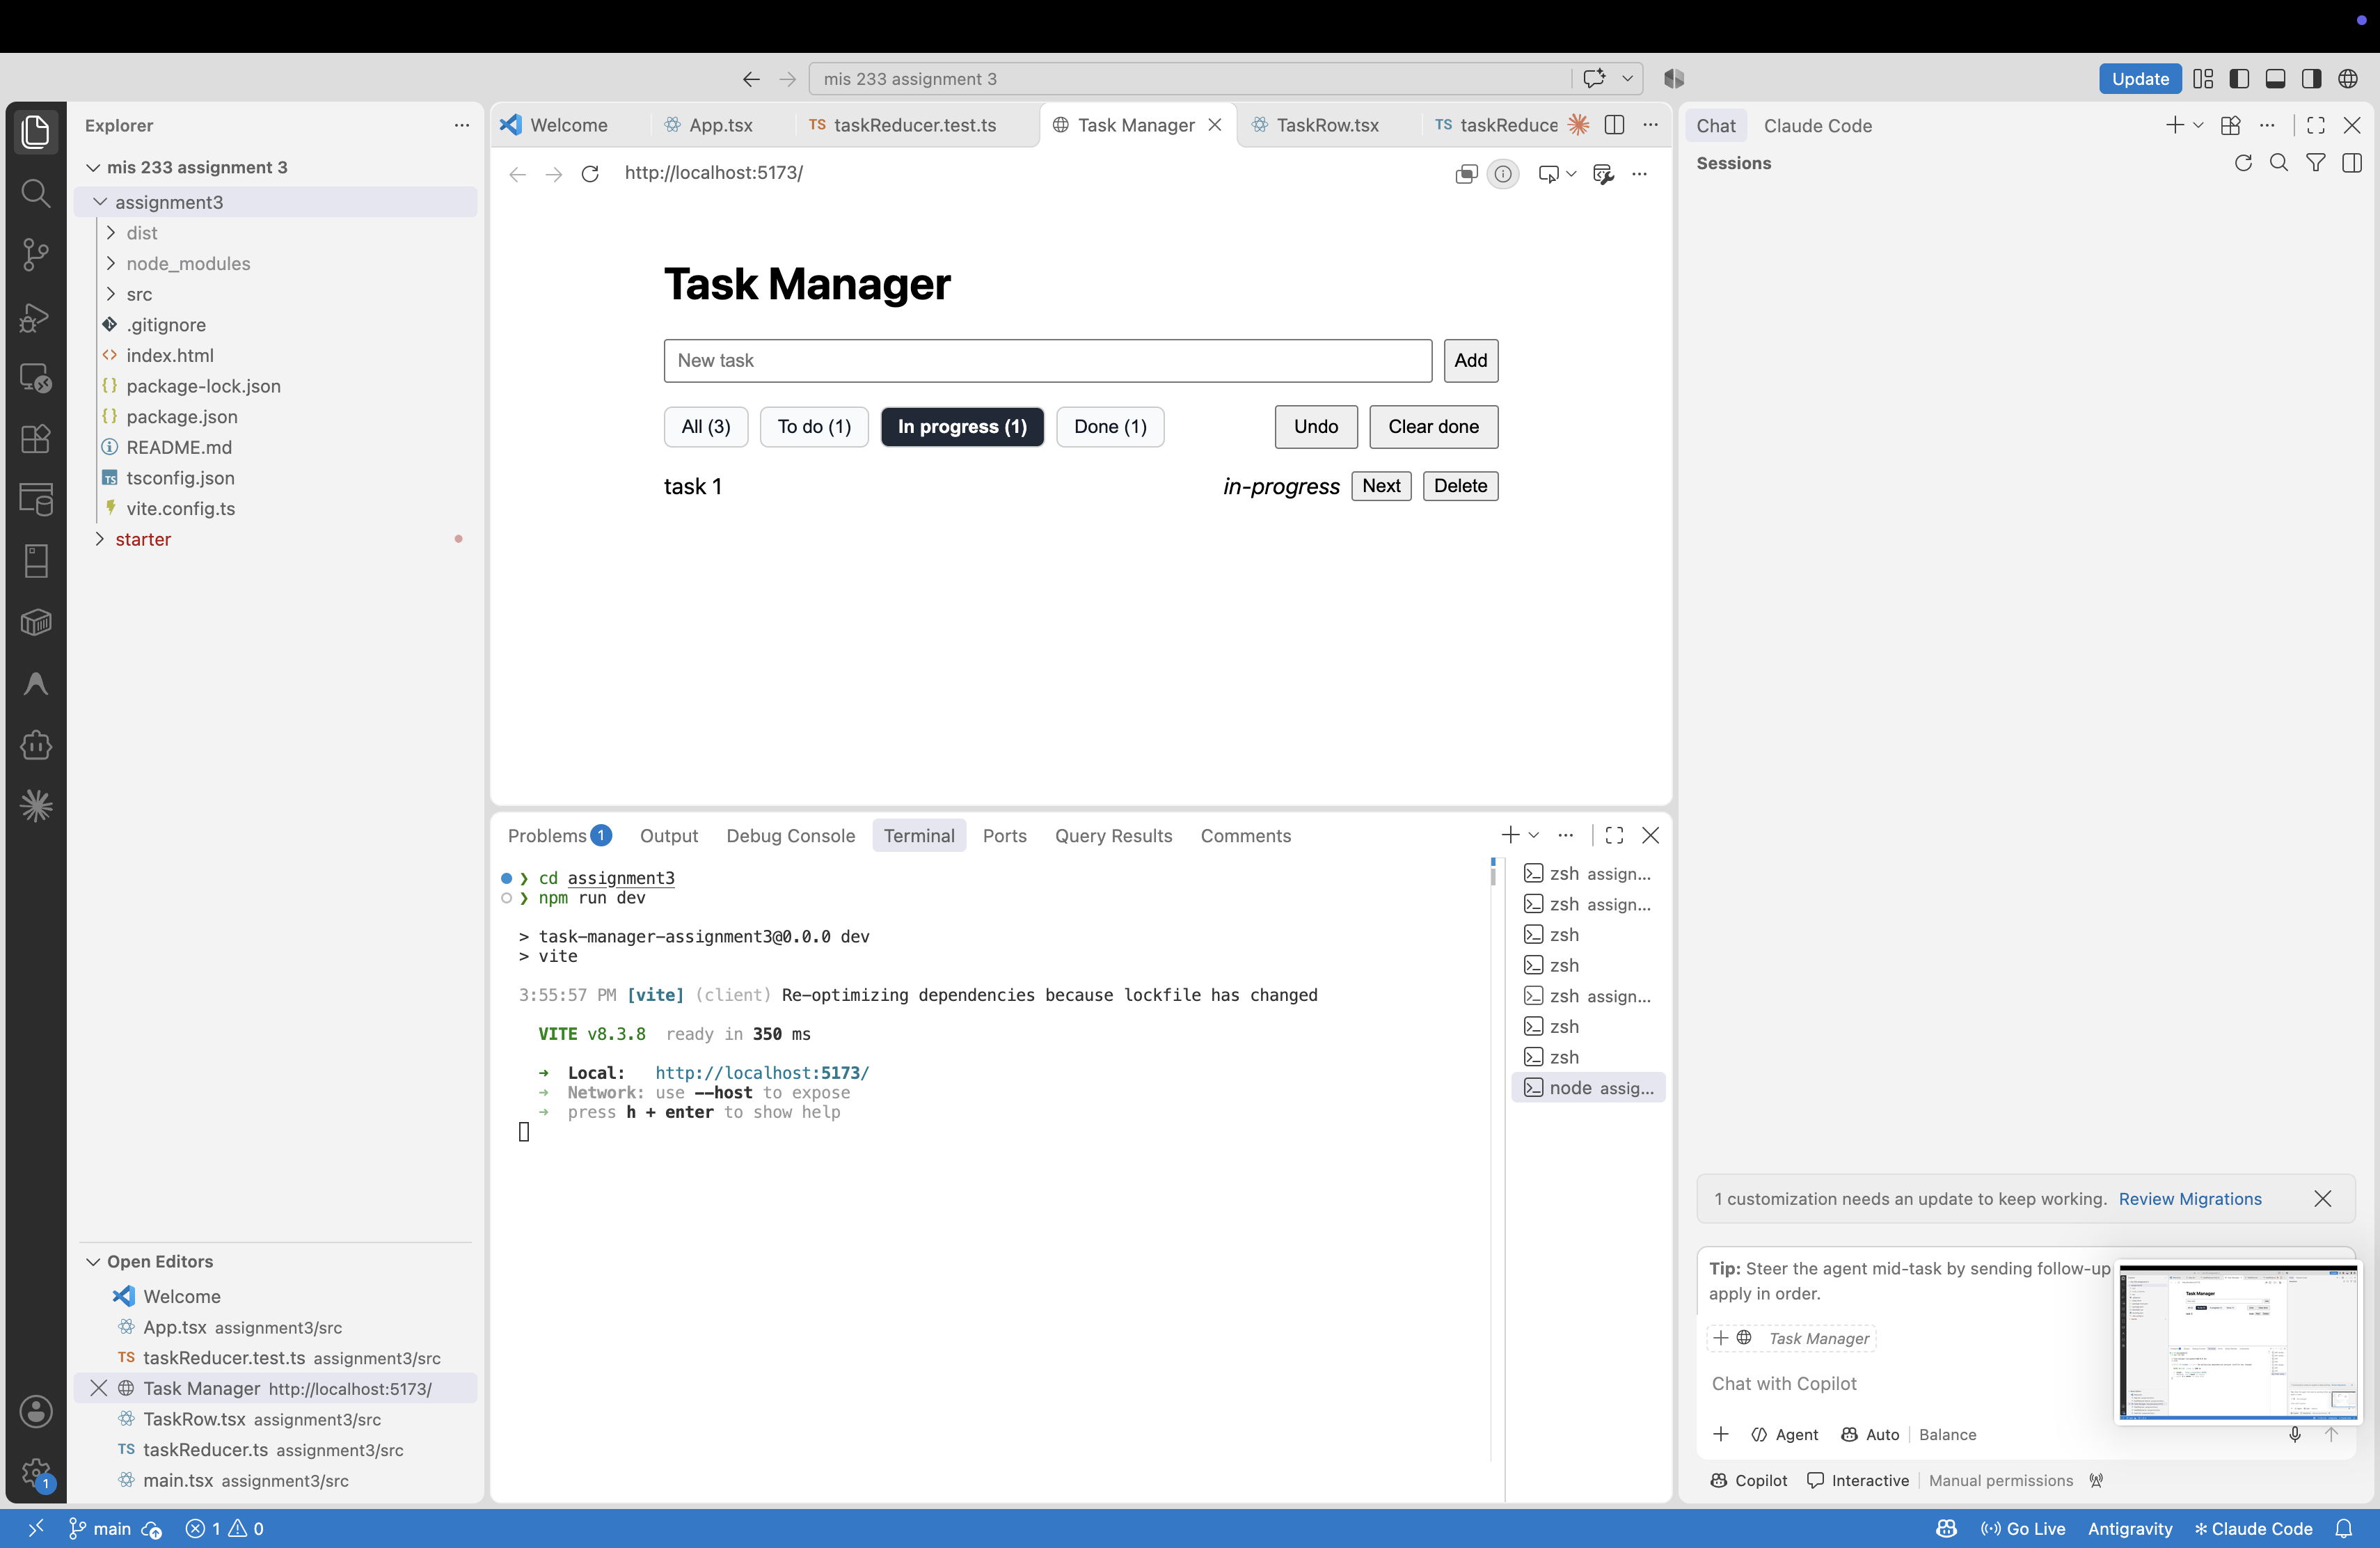 mis 233 assignment 3
Update
Explorer
mis 233 assignment 3
assignment3
dist
node_modules
src
.gitignore
index.html
package-lock.json
package.json
README.md
tsconfig.json
vite.config.ts
starter
Open Editors
Welcome
App.tsx assignment3/src
TS taskReducer.test.ts assignment3/src
Task Manager http://localhost:5173/
TaskRow.tsx assignment3/src
TS taskReducer.ts assignment3/src
main.tsx assignment3/src
1
Welcome
App.tsx
TS taskReducer.test.ts
Task Manager
TaskRow.tsx
TS taskReduce
http://localhost:5173/
Task Manager
New task
Add
All (3)
To do (1)
In progress (1)
Done (1)
Undo
Clear done
task 1
in-progress
Next
Delete
Problems 1
Output
Debug Console
Terminal
Ports
Query Results
Comments
❯ cd assignment3
❯ npm run dev
> task-manager-assignment3@0.0.0 dev
> vite
3:55:57 PM [vite] (client) Re-optimizing dependencies because lockfile has changed
VITE v8.3.8 ready in 350 ms
➜ Local: http://localhost:5173/
➜ Network: use --host to expose
➜ press h + enter to show help
zsh assign...
zsh assign...
zsh
zsh
zsh assign...
zsh
zsh
node assig...
Chat
Claude Code
Sessions
1 customization needs an update to keep working. Review Migrations
Tip: Steer the agent mid-task by sending follow-up
apply in order.
Task Manager
Chat with Copilot
Agent
Auto
Balance
Copilot
Interactive
Manual permissions
main
1
0
Go Live
Antigravity
Claude Code